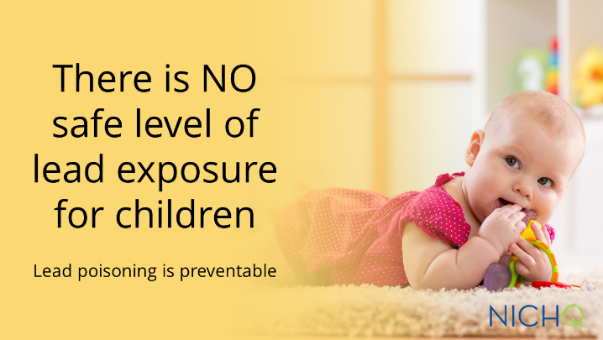 There is NO
safe level of
lead exposure
for children
Lead poisoning is preventable
NICHQ